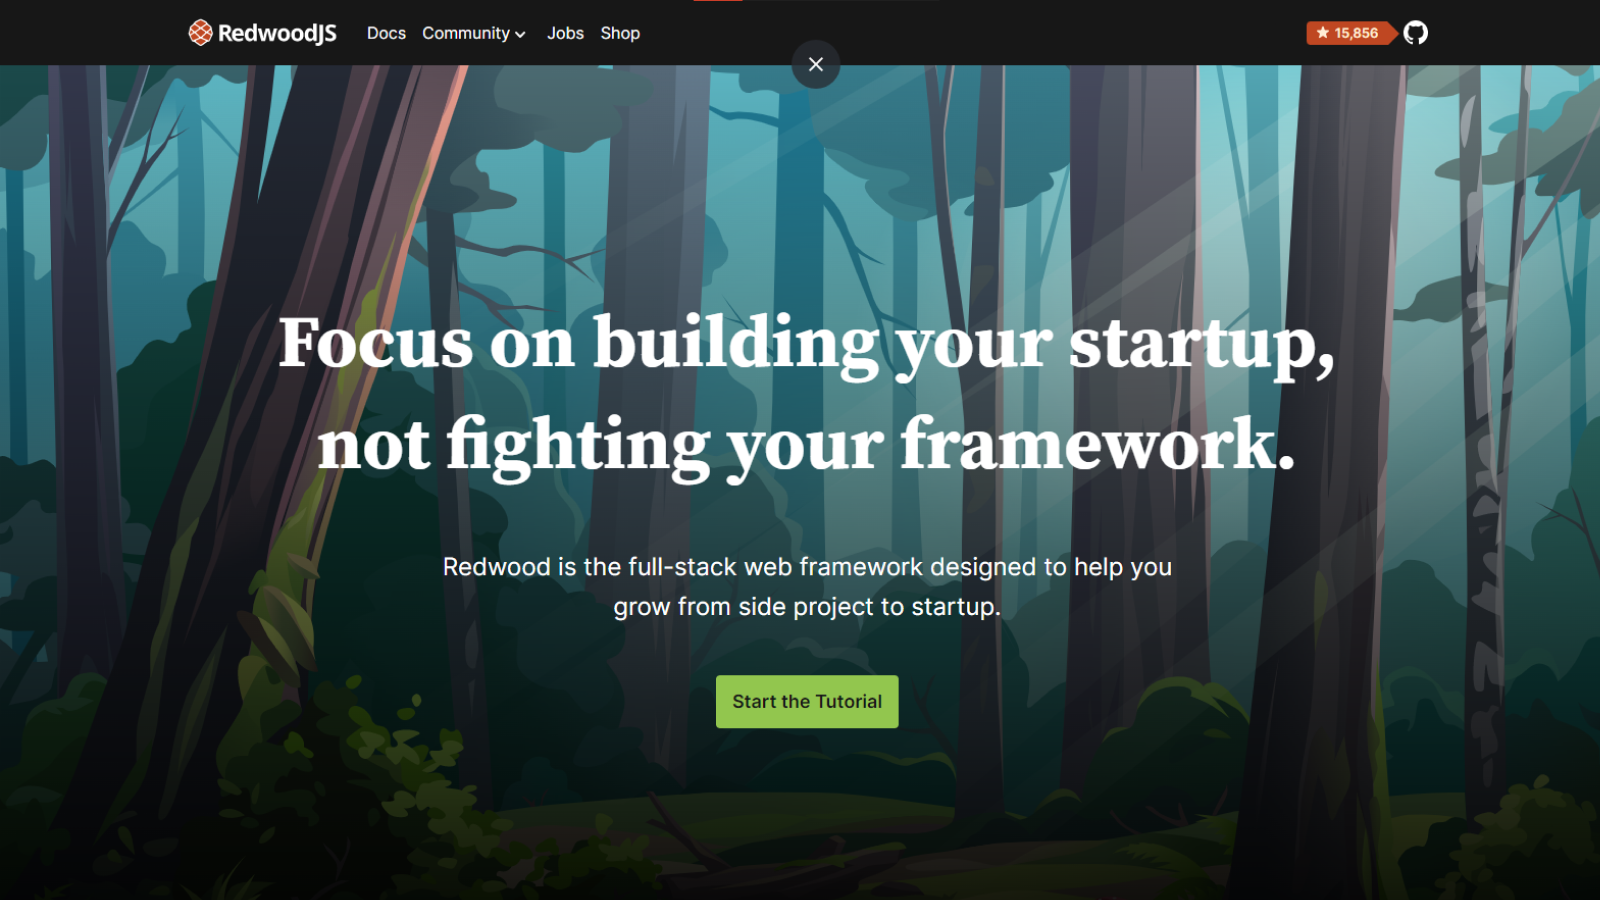 RedwoodJS
Docs
Community
Jobs
Shop
15,856
Focus on building your startup,
not fighting your framework.
Redwood is the full-stack web framework designed to help you
grow from side project to startup.
Start the Tutorial